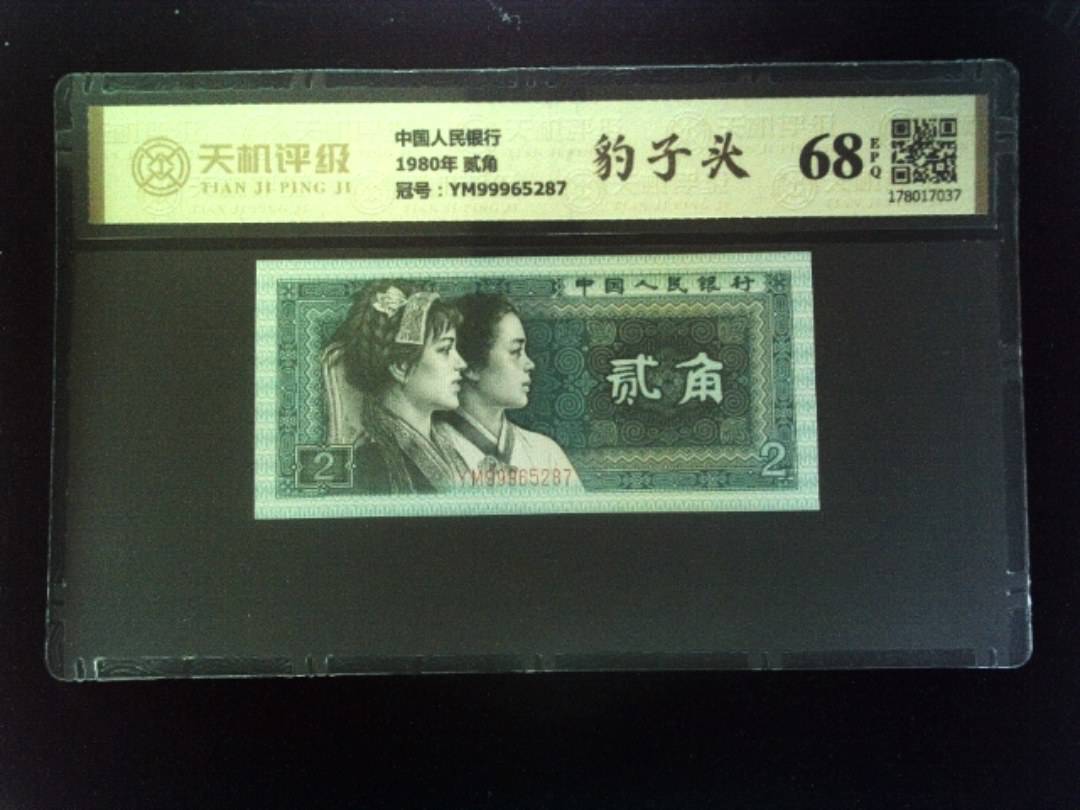 天机评级
TIAN JI PING JI
中国人民银行
1980年 贰角
冠号：YM99965287
豹子头
68
EPQ
178017037
中国人民银行
贰角
2
2
YM99965287